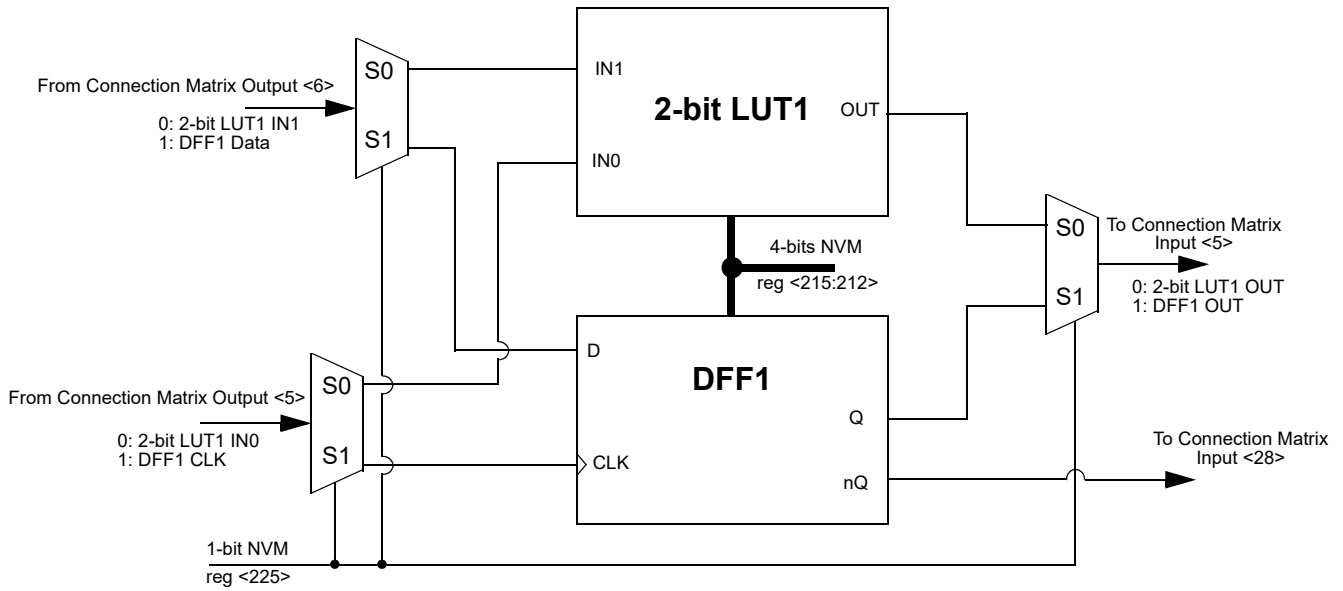 From Connection Matrix Output <6>
0: 2-bit LUT1 IN1
1: DFF1 Data
S0
S1
IN1
2-bit LUT1
OUT
IN0
4-bits NVM
reg <215:212>
S0
S1
To Connection Matrix
Input <5>
0: 2-bit LUT1 OUT
1: DFF1 OUT
From Connection Matrix Output <5>
0: 2-bit LUT1 IN0
1: DFF1 CLK
S0
S1
D
DFF1
Q
CLK
nQ
To Connection Matrix
Input <28>
1-bit NVM
reg <225>